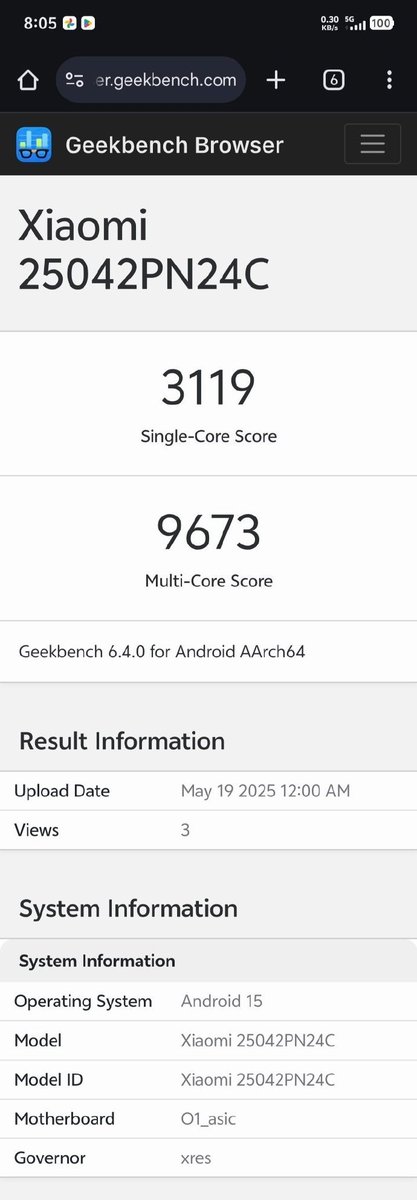 8:05 0.30 KB/s 5G 100
er.geekbench.com 6
Geekbench Browser
Xiaomi
25042PN24C
3119
Single-Core Score
9673
Multi-Core Score
Geekbench 6.4.0 for Android AArch64
Result Information
Upload Date May 19 2025 12:00 AM
Views 3
System Information
System Information
Operating System Android 15
Model Xiaomi 25042PN24C
Model ID Xiaomi 25042PN24C
Motherboard O1_asic
Governor xres